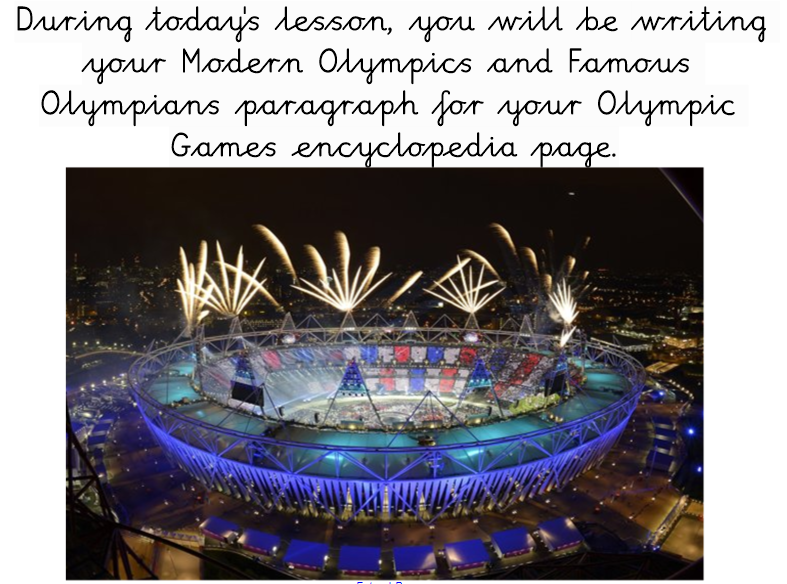 During today's lesson, you will be writing
your Modern Olympics and Famous
Olympians paragraph for your Olympic
Games encyclopedia page.